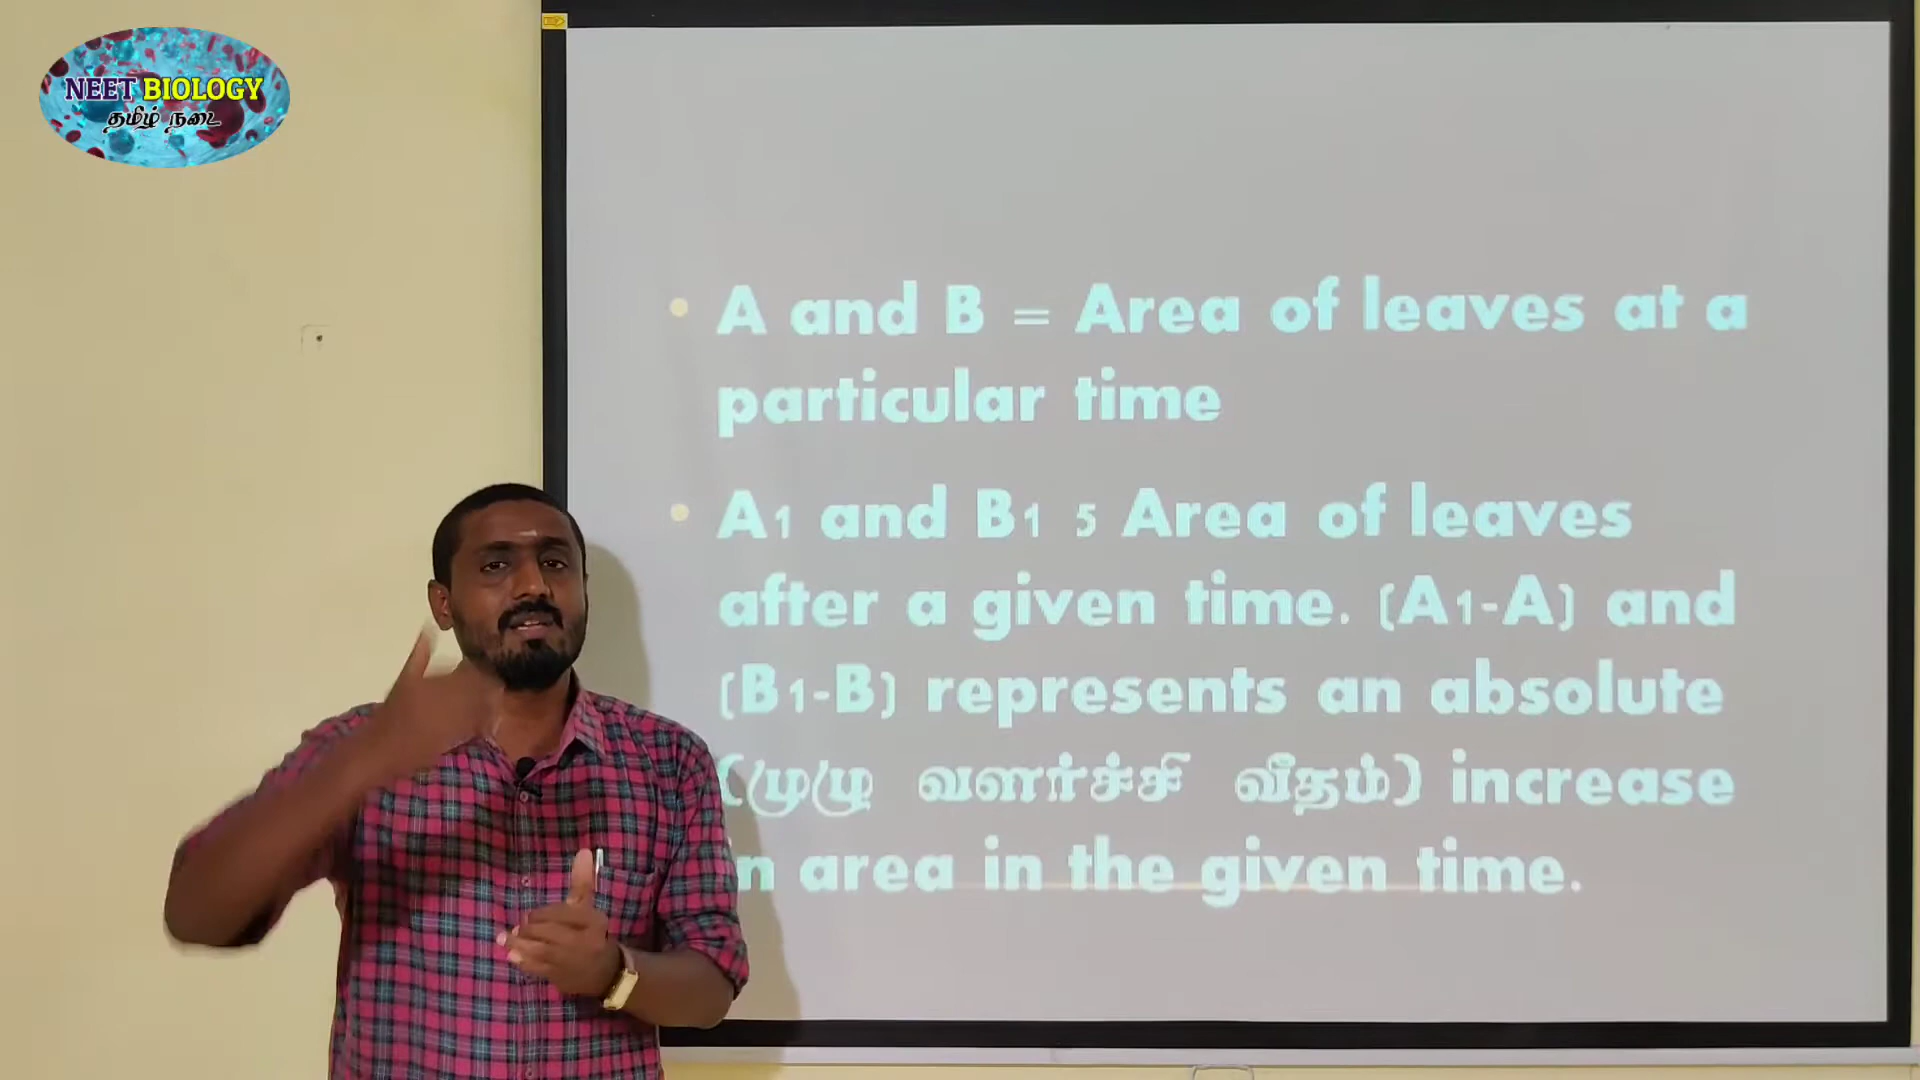 NEET BIOLOGY
தமிழ் நடை
• A and B = Area of leaves at a
particular time
• A1 and B1 5 Area of leaves
after a given time. (A1-A) and
(B1-B) represents an absolute
(முழு வளர்ச்சி வீதம்) increase
in area in the given time.